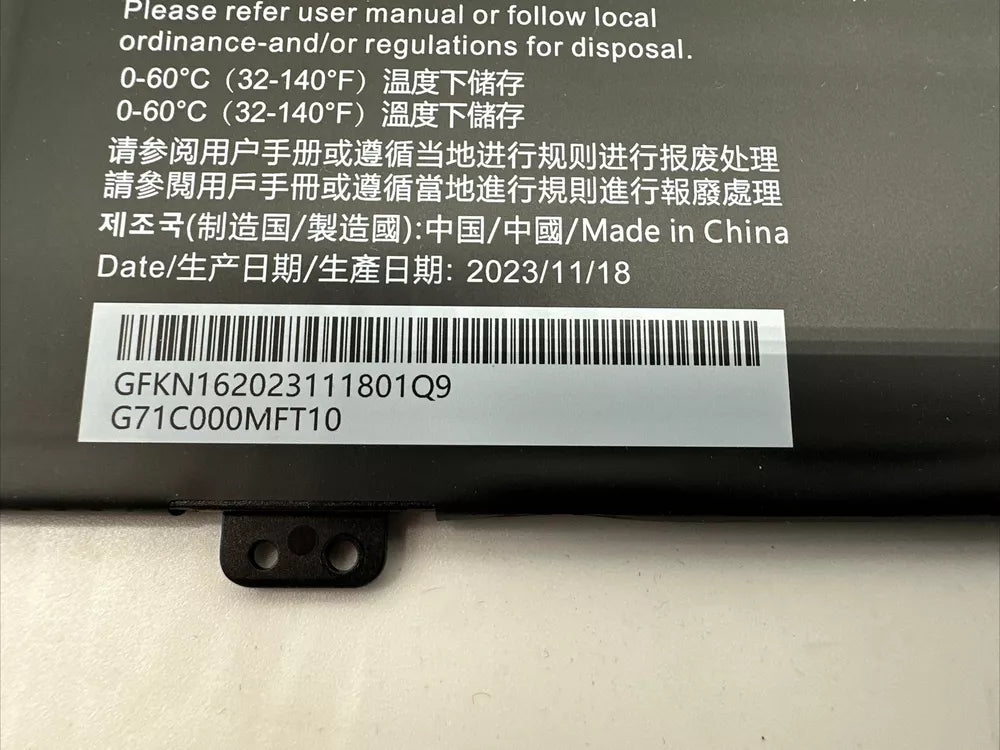 Please refer user manual or follow local
ordinance-and/or regulations for disposal.
0-60°C（32-140°F）温度下储存
0-60°C（32-140°F）溫度下儲存
请参阅用户手册或遵循当地进行规则进行报废处理
請參閱用戶手冊或遵循當地進行規則進行報廢處理
제조국(制造国/製造國):中国/中國/Made in China
Date/生产日期/生產日期: 2023/11/18
GFKN162023111801Q9
G71C000MFT10